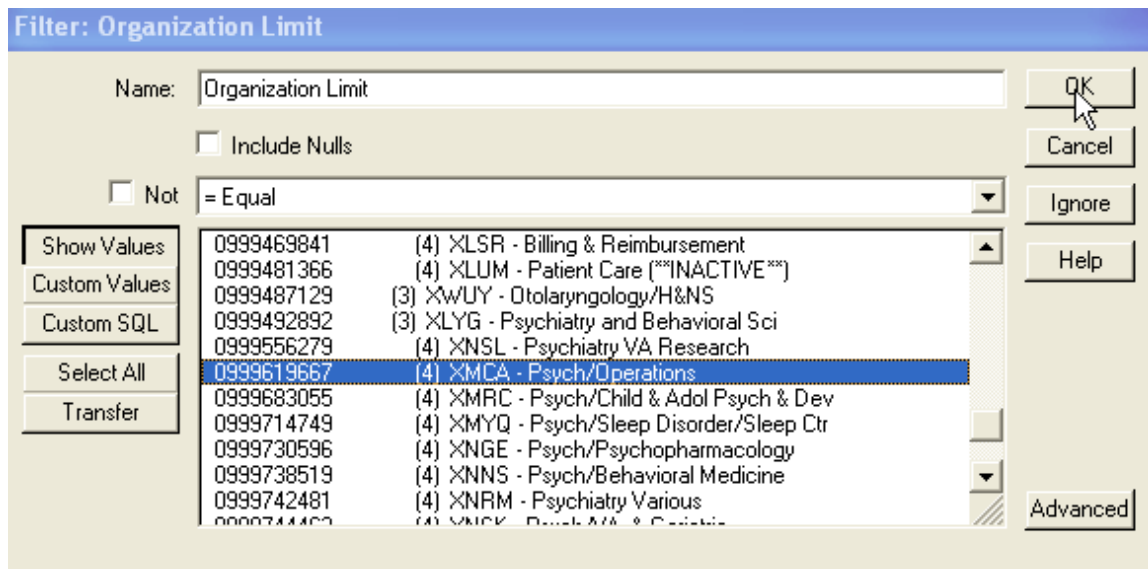 Filter: Organization Limit
Name: Organization Limit OK
Include Nulls Cancel
Not = Equal Ignore
Show Values
Custom Values
Custom SQL
Select All
Transfer
0999469841 (4) XLSR - Billing & Reimbursement
0999481366 (4) XLUM - Patient Care (**INACTIVE**)
0999487129 (3) XWUY - Otolaryngology/H&NS
0999492892 (3) XLYG - Psychiatry and Behavioral Sci
0999556279 (4) XNSL - Psychiatry VA Research
0999619667 (4) XMCA - Psych/Operations
0999683055 (4) XMRC - Psych/Child & Adol Psych & Dev
0999714749 (4) XMYQ - Psych/Sleep Disorder/Sleep Ctr
0999730596 (4) XNGE - Psych/Psychopharmacology
0999738519 (4) XNNS - Psych/Behavioral Medicine
0999742481 (4) XNRM - Psychiatry Various
Help
Advanced